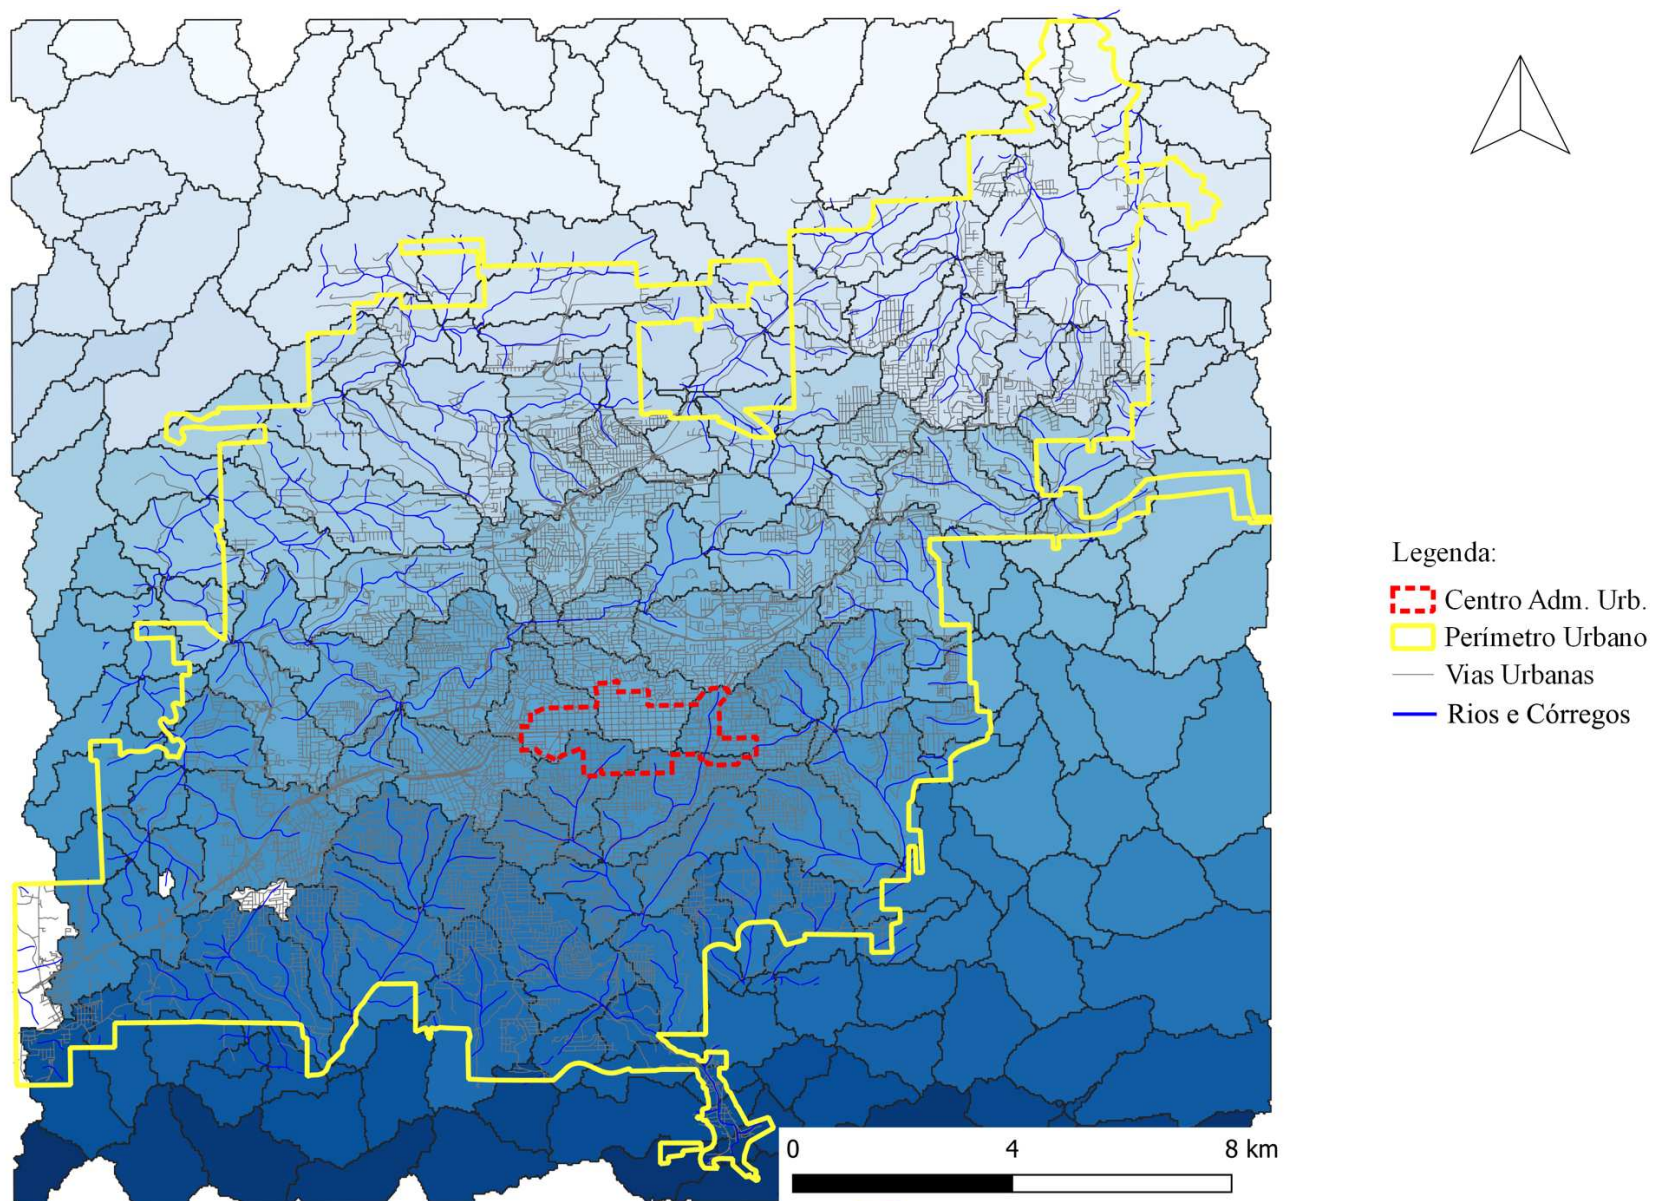 Legenda:
Centro Adm. Urb.
Perímetro Urbano
Vias Urbanas
Rios e Córregos
0 4 8 km